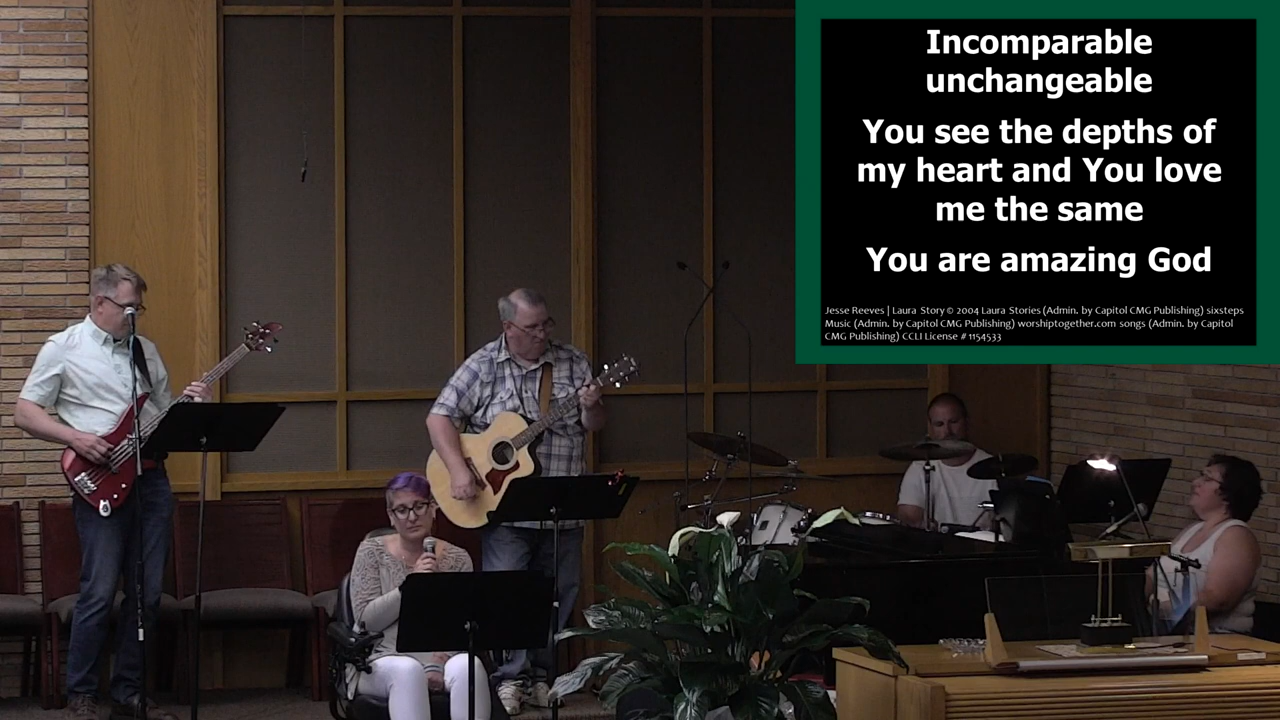 Incomparable
unchangeable
You see the depths of
my heart and You love
me the same
You are amazing God
Jesse Reeves | Laura Story © 2004 Laura Stories (Admin. by Capitol CMG Publishing) sixsteps
Music (Admin. by Capitol CMG Publishing) worshiptogether.com songs (Admin. by Capitol
CMG Publishing) CCLI License # 1154533